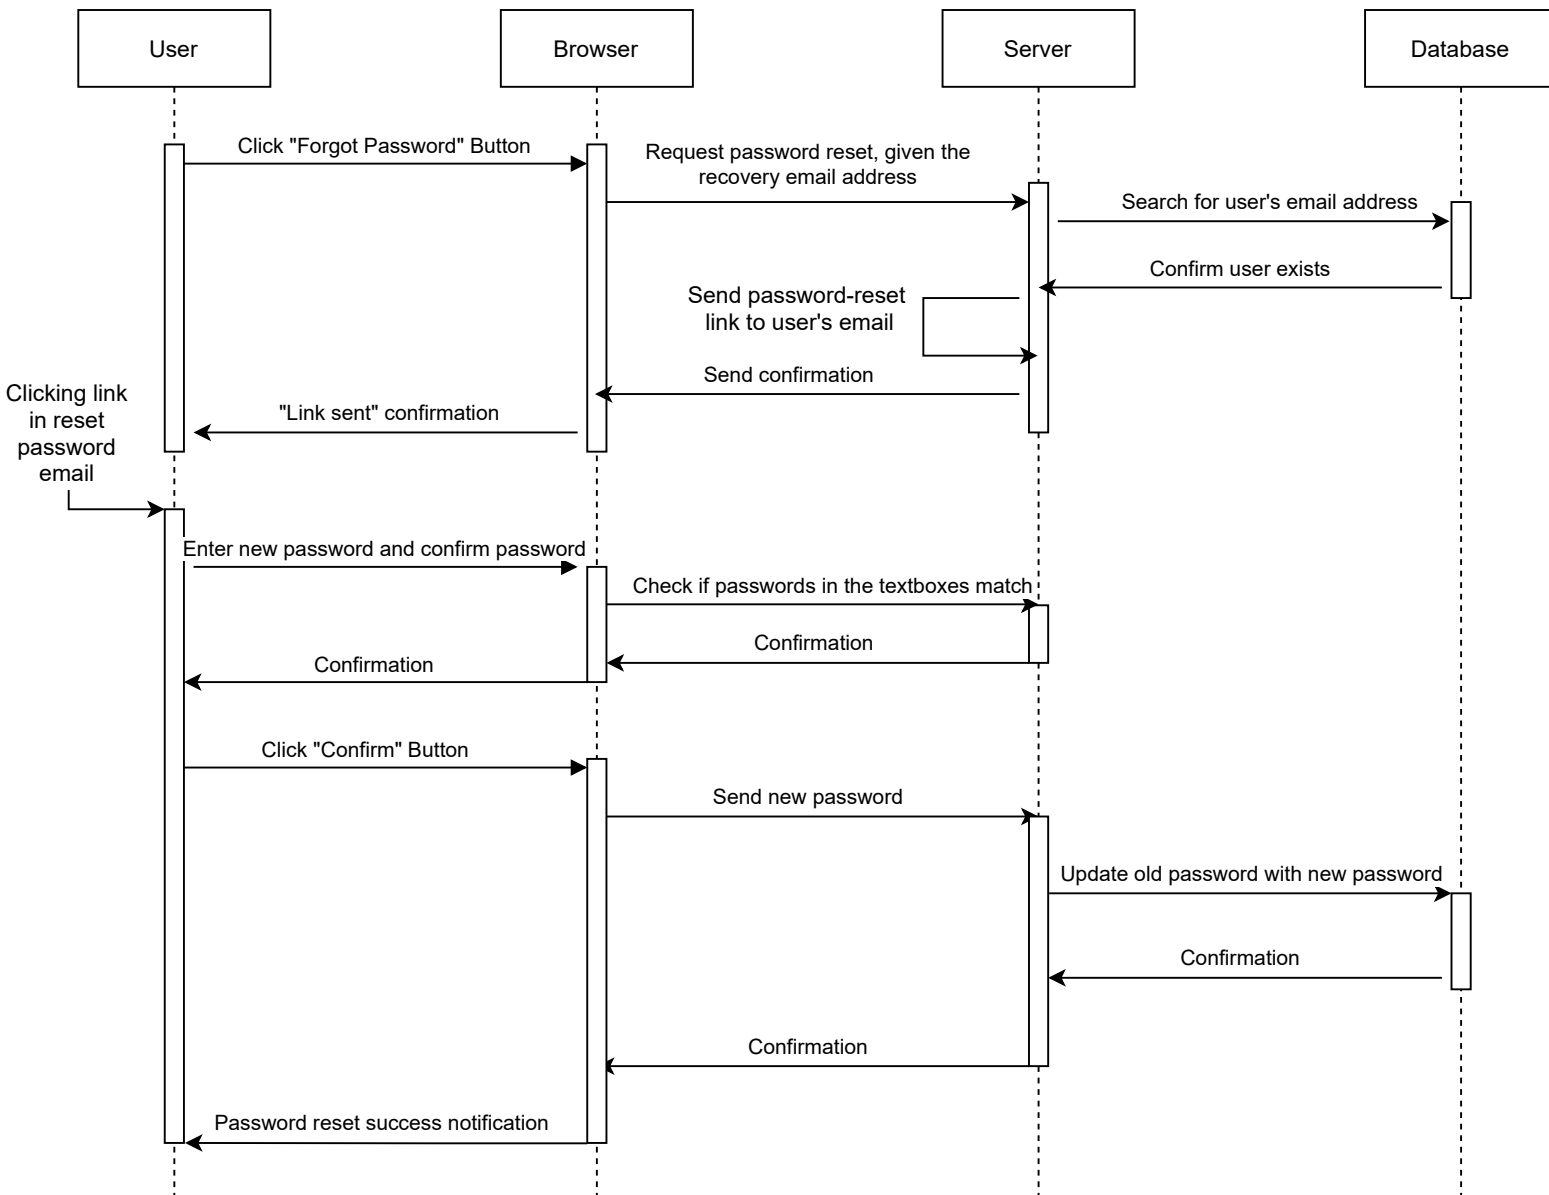 User
Browser
Server
Database
Click "Forgot Password" Button
Request password reset, given the
recovery email address
Search for user's email address
Confirm user exists
Send password-reset
link to user's email
Send confirmation
"Link sent" confirmation
Clicking link
in reset
password
email
Enter new password and confirm password
Check if passwords in the textboxes match
Confirmation
Confirmation
Click "Confirm" Button
Send new password
Update old password with new password
Confirmation
Confirmation
Password reset success notification